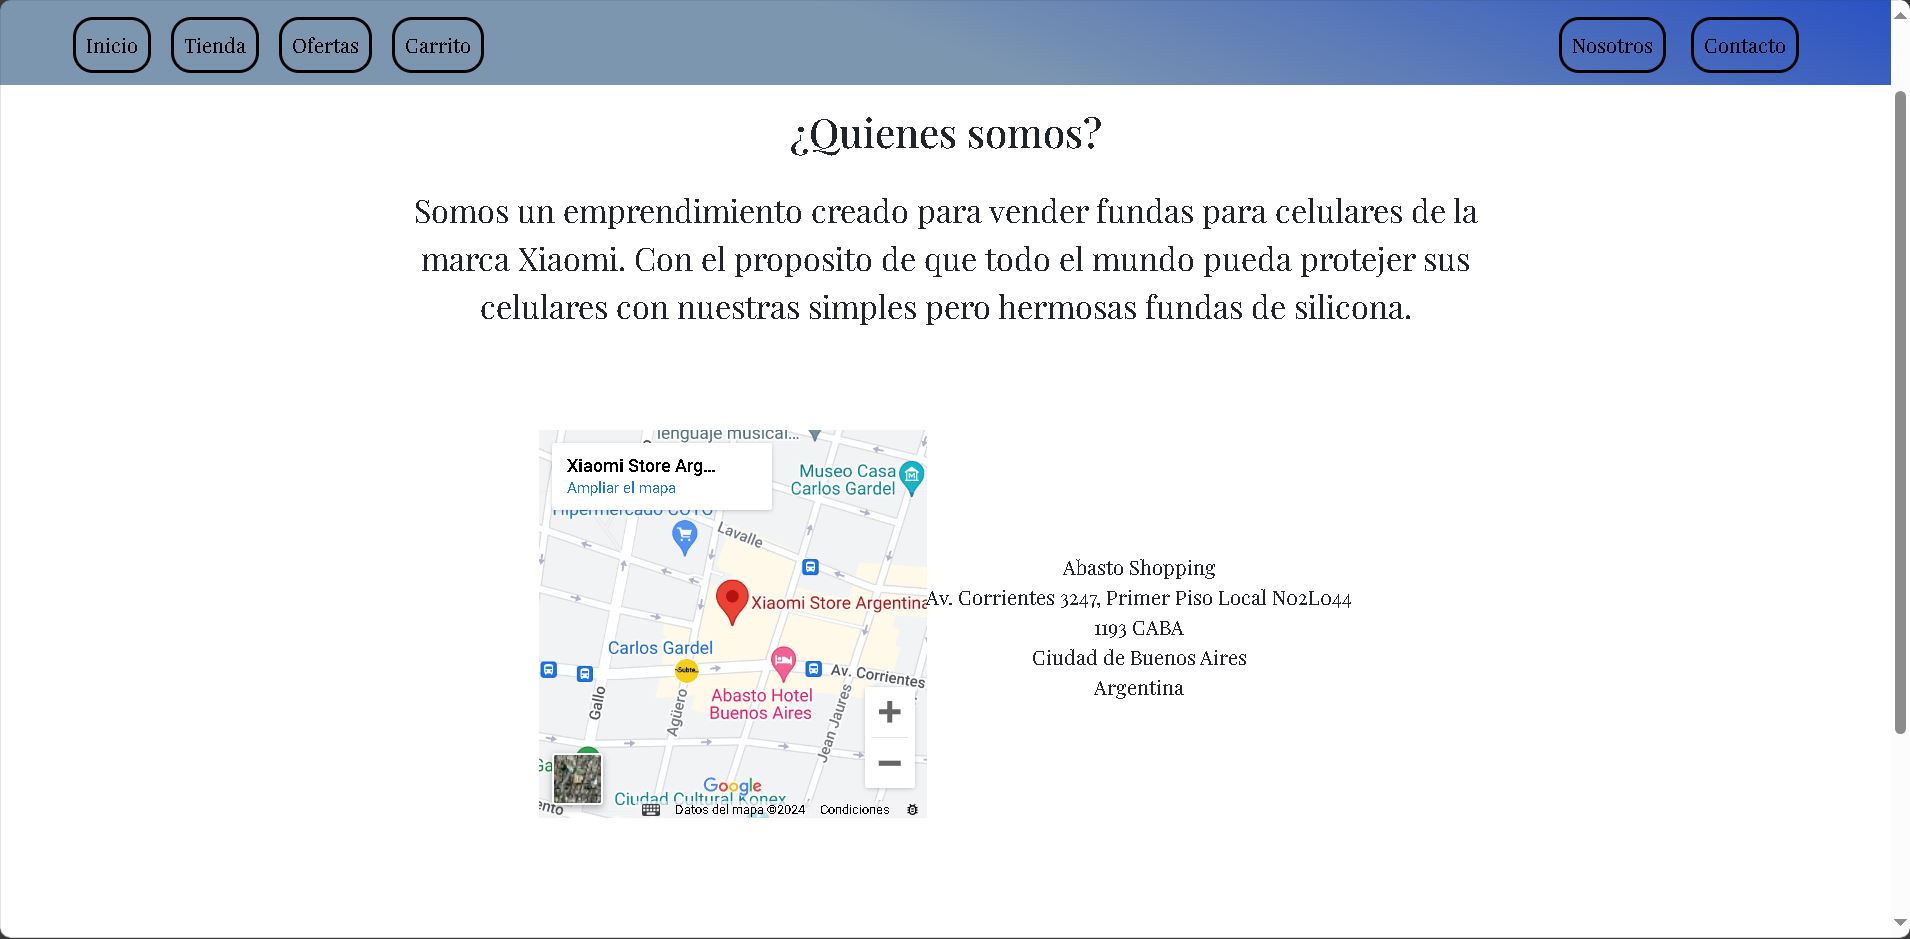 Inicio
Tienda
Ofertas
Carrito
Nosotros
Contacto
¿Quienes somos?
Somos un emprendimiento creado para vender fundas para celulares de la
marca Xiaomi. Con el proposito de que todo el mundo pueda protejer sus
celulares con nuestras simples pero hermosas fundas de silicona.
lenguaje musical...
Xiaomi Store Arg...
Ampliar el mapa
Museo Casa
Carlos Gardel
Hipermercado COTO
Lavalle
Xiaomi Store Argentina
Carlos Gardel
Subte
Av. Corrientes
Abasto Hotel
Buenos Aires
Gallo
Agüero
Jean Jaures
Google
Ciudad Cultural Konex
Datos del mapa ©2024
Condiciones
Abasto Shopping
Av. Corrientes 3247, Primer Piso Local N02L044
1193 CABA
Ciudad de Buenos Aires
Argentina